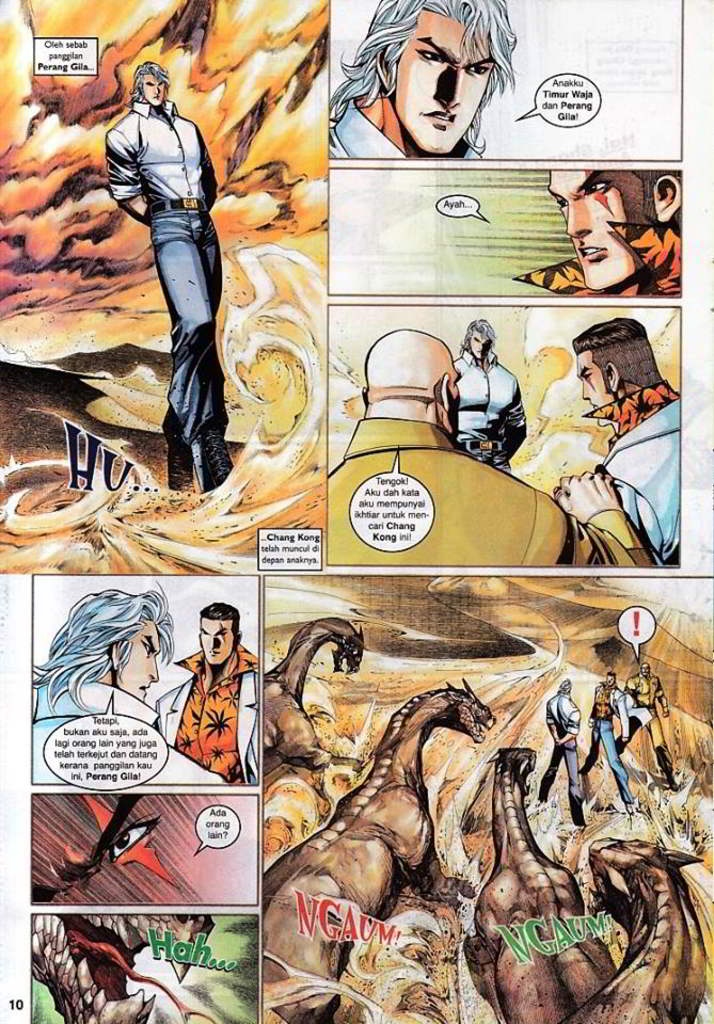 Oleh sebab
panggilan
Perang Gila...
Anakku
Timur Waja
dan Perang
Gila!
Ayah...
HU...
Tengok!
Aku dah kata
aku mempunyai
ikhtiar untuk men-
cari Chang
Kong ini!
...Chang Kong
telah muncul di
depan anaknya.
Tetapi,
bukan aku saja, ada
lagi orang lain yang juga
telah terkejut dan datang
kerana panggilan kau
ini, Perang Gila!
!
Ada
orang
lain?
Hah...
NGAUM!
NGAUM!
10